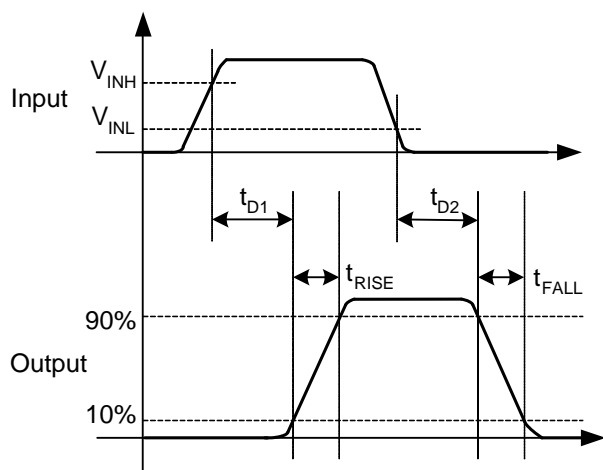 V_INH
Input
V_INL
t_D1
t_D2
t_RISE
t_FALL
90%
Output
10%